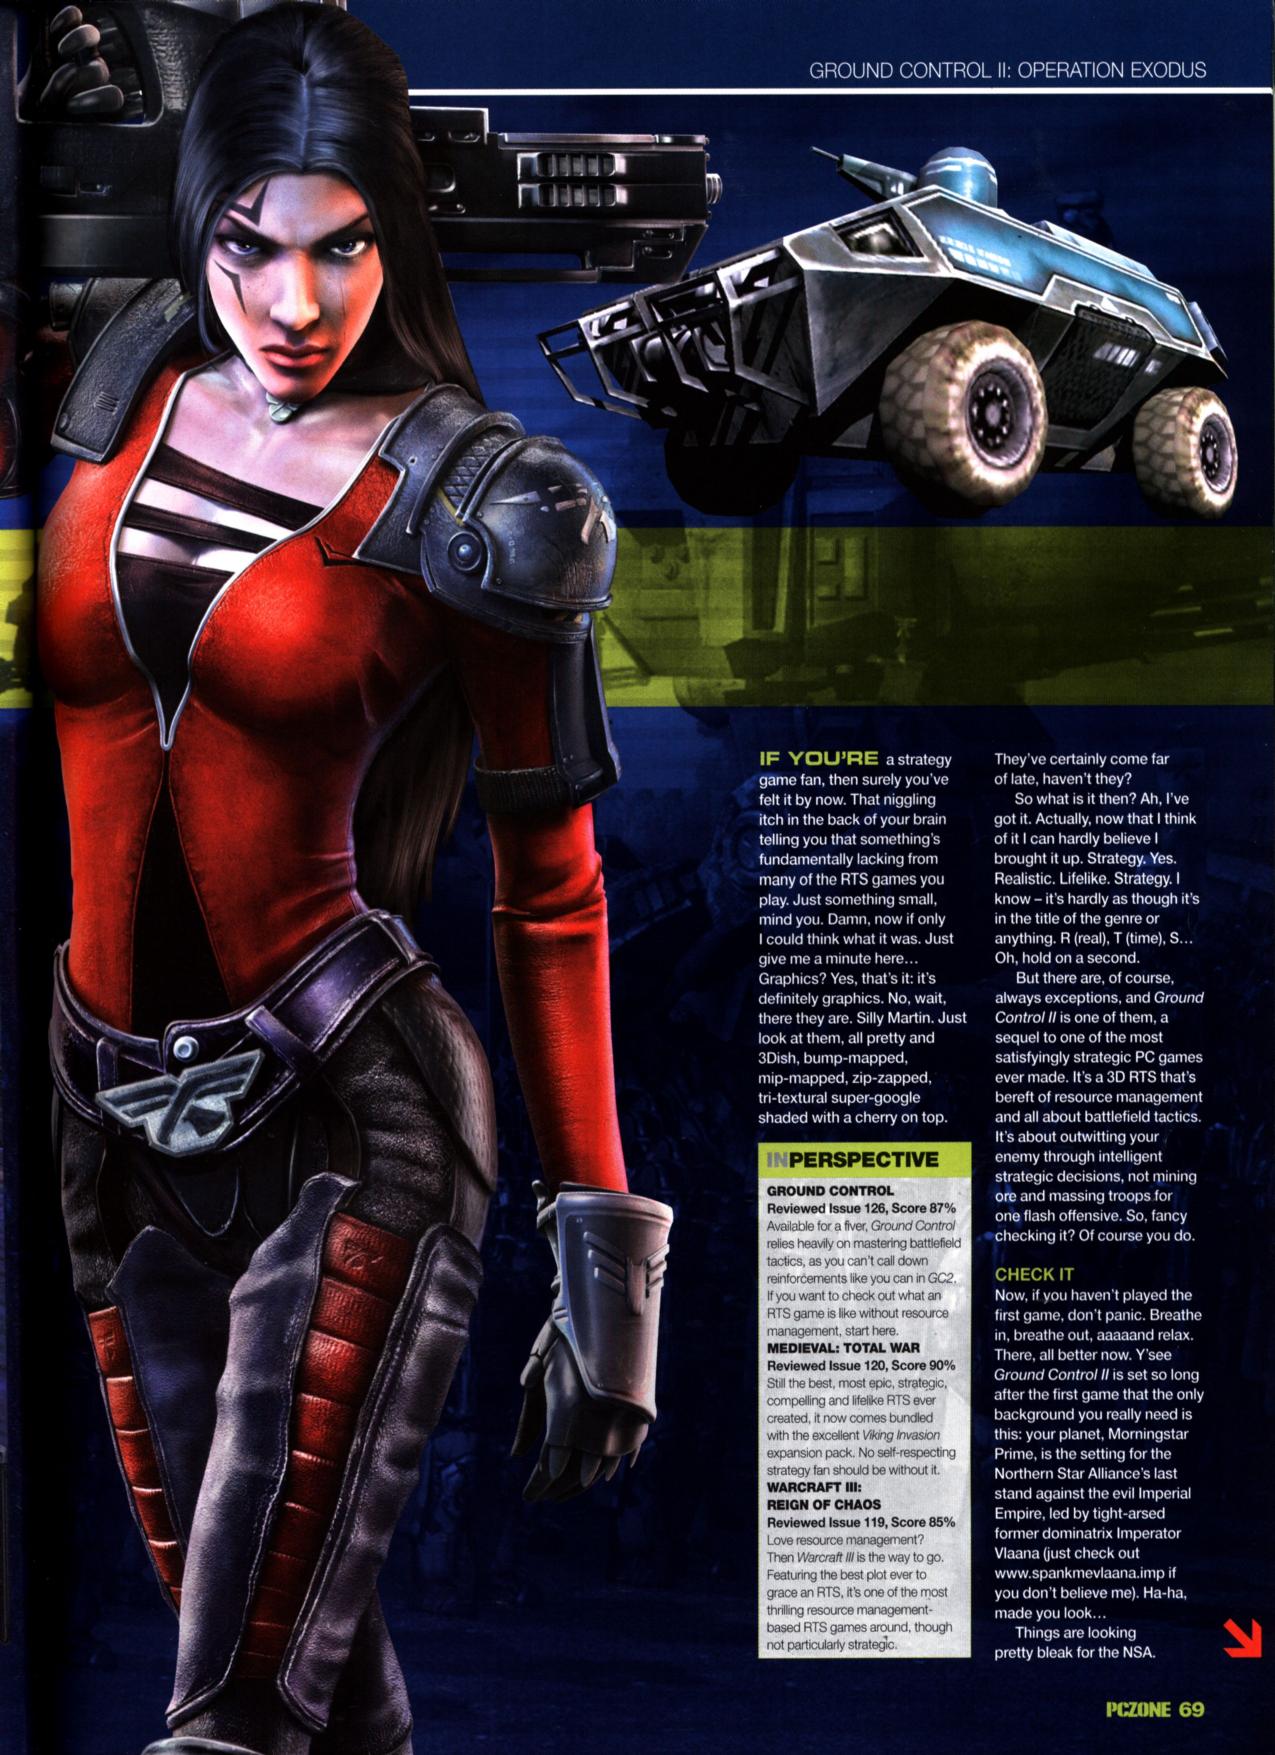 GROUND CONTROL II: OPERATION EXODUS
IF YOU'RE a strategy
game fan, then surely you've
felt it by now. That niggling
itch in the back of your brain
telling you that something's
fundamentally lacking from
many of the RTS games you
play. Just something small,
mind you. Damn, now if only
I could think what it was. Just
give me a minute here…
Graphics? Yes, that's it: it's
definitely graphics. No, wait,
there they are. Silly Martin. Just
look at them, all pretty and
3Dish, bump-mapped,
mip-mapped, zip-zapped,
tri-textural super-google
shaded with a cherry on top.
INPERSPECTIVE
GROUND CONTROL
Reviewed Issue 126, Score 87%
Available for a fiver, Ground Control
relies heavily on mastering battlefield
tactics, as you can't call down
reinforcements like you can in GC2.
If you want to check out what an
RTS game is like without resource
management, start here.
MEDIEVAL: TOTAL WAR
Reviewed Issue 120, Score 90%
Still the best, most epic, strategic,
compelling and lifelike RTS ever
created, it now comes bundled
with the excellent Viking Invasion
expansion pack. No self-respecting
strategy fan should be without it.
WARCRAFT III:
REIGN OF CHAOS
Reviewed Issue 119, Score 85%
Love resource management?
Then Warcraft III is the way to go.
Featuring the best plot ever to
grace an RTS, it's one of the most
thrilling resource management-
based RTS games around, though
not particularly strategic.
They've certainly come far
of late, haven't they?
So what is it then? Ah, I've
got it. Actually, now that I think
of it I can hardly believe I
brought it up. Strategy. Yes.
Realistic. Lifelike. Strategy. I
know – it's hardly as though it's
in the title of the genre or
anything. R (real), T (time), S…
Oh, hold on a second.
But there are, of course,
always exceptions, and Ground
Control II is one of them, a
sequel to one of the most
satisfyingly strategic PC games
ever made. It's a 3D RTS that's
bereft of resource management
and all about battlefield tactics.
It's about outwitting your
enemy through intelligent
strategic decisions, not mining
ore and massing troops for
one flash offensive. So, fancy
checking it? Of course you do.
CHECK IT
Now, if you haven't played the
first game, don't panic. Breathe
in, breathe out, aaaaand relax.
There, all better now. Y'see
Ground Control II is set so long
after the first game that the only
background you really need is
this: your planet, Morningstar
Prime, is the setting for the
Northern Star Alliance's last
stand against the evil Imperial
Empire, led by tight-arsed
former dominatrix Imperator
Vlaana (just check out
www.spankmevlaana.imp if
you don't believe me). Ha-ha,
made you look…
Things are looking
pretty bleak for the NSA.
PCZONE 69